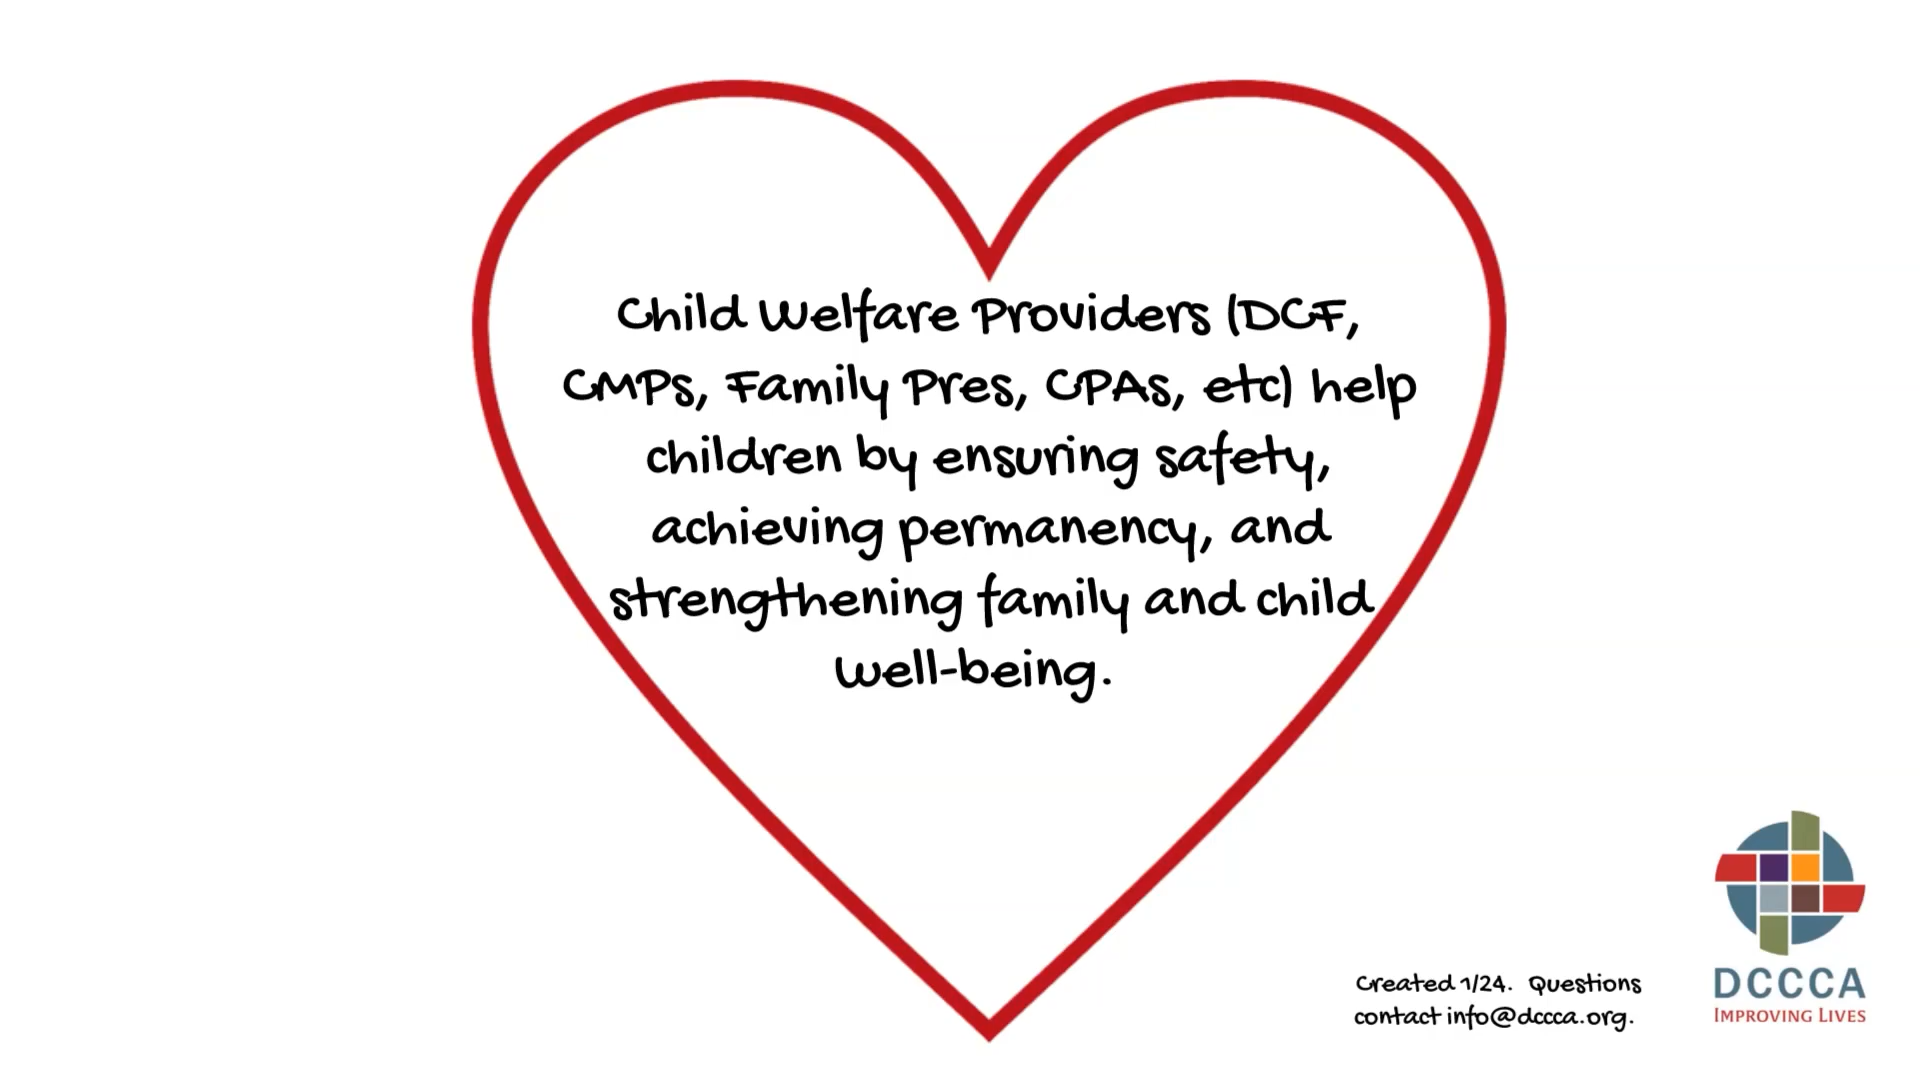 Child Welfare Providers (DCF,
CMPs, Family Pres, CPAs, etc) help
children by ensuring safety,
achieving permanency, and
strengthening family and child
well-being.
Created 1/24. Questions
contact info@dccca.org.
DCCCA
IMPROVING LIVES